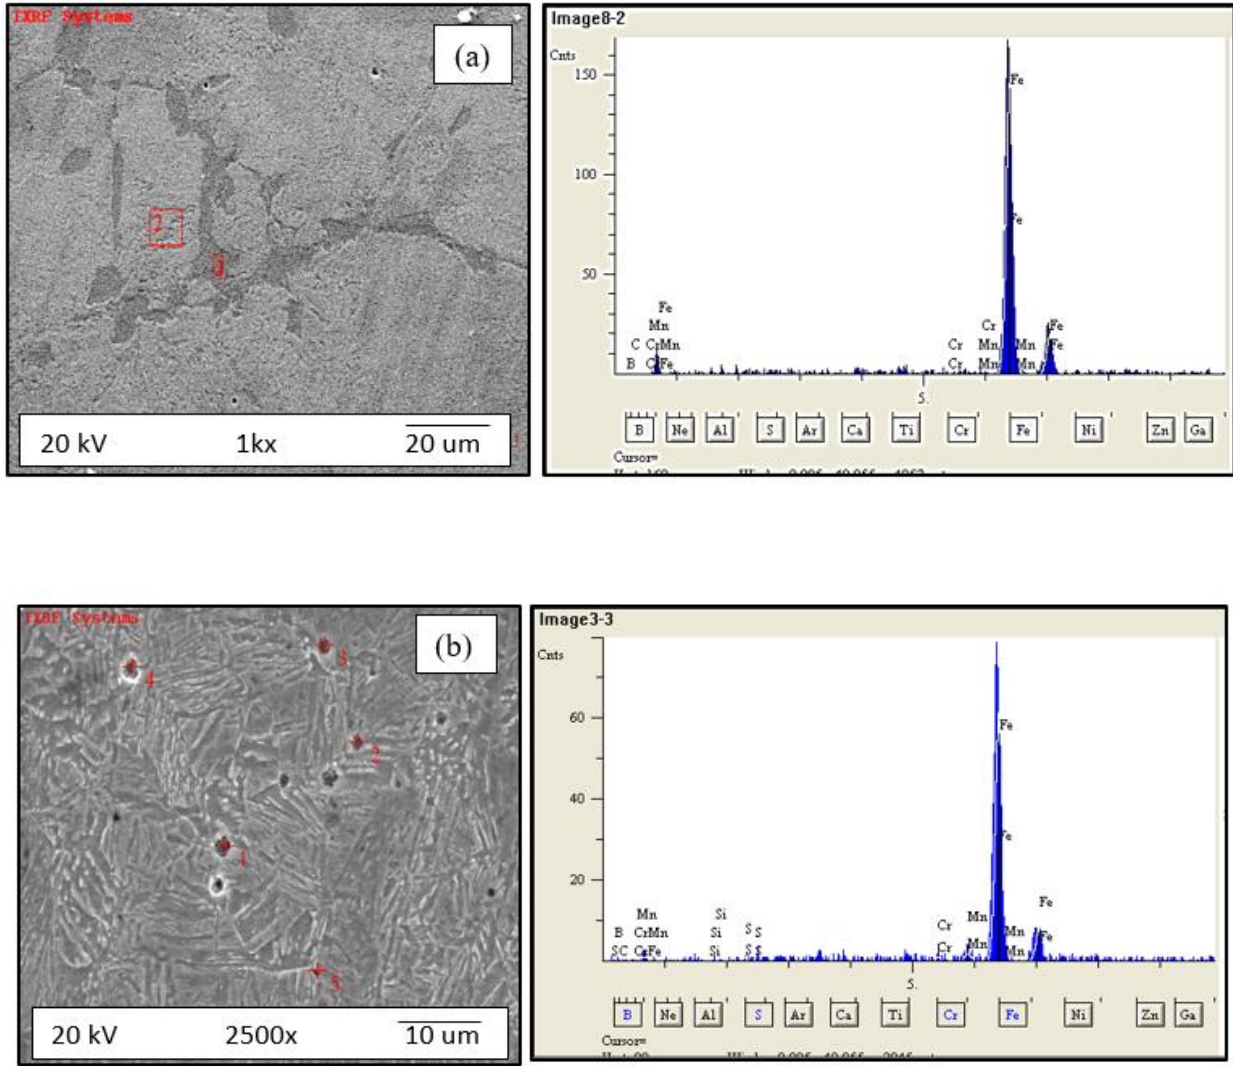 IXRF Systems
(a)
2
20 kV 1kx 20 um
Image8-2
Cnts
150
100
50
Fe
Fe
Fe
Mn
C CrMn
B C Fe
Cr
Cr Mn Mn Fe
Cr Mn Mn Fe
5.
B Ne Al S Ar Ca Ti Cr Fe Ni Zn Ga
Cursor=
IXRF Systems
(b)
3
4
2
1
5
20 kV 2500x 10 um
Image3-3
Cnts
60
40
20
Fe
Fe
Mn Si Fe
B CrMn Si S S Cr Mn Mn Fe
SC CrFe Si S S Cr Mn Mn
5.
B Ne Al S Ar Ca Ti Cr Fe Ni Zn Ga
Cursor=